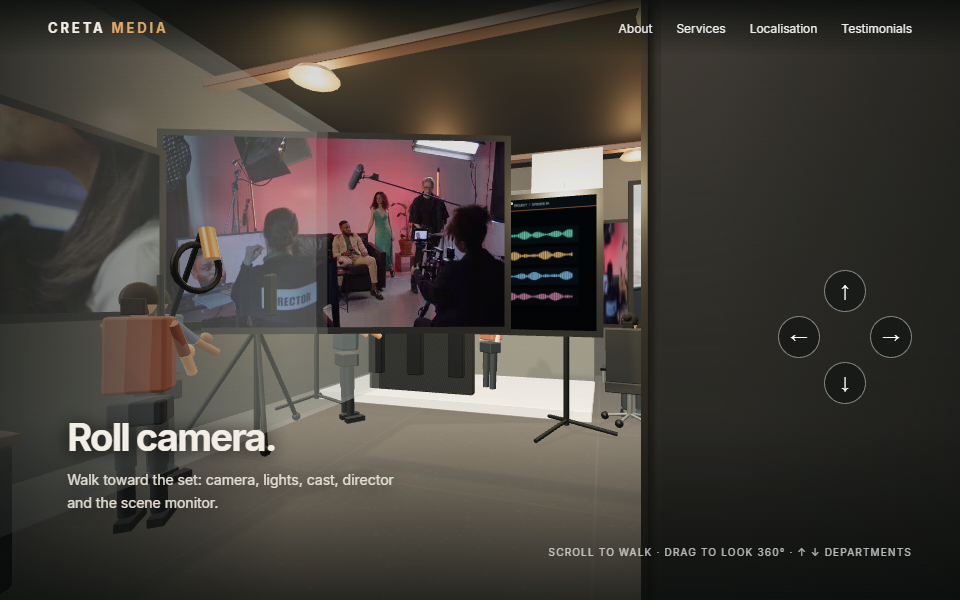 CRETA MEDIA
About Services Localisation Testimonials
RECTOR
Roll camera.
Walk toward the set: camera, lights, cast, director
and the scene monitor.
↑
← →
↓
SCROLL TO WALK · DRAG TO LOOK 360° · ↑ ↓ DEPARTMENTS